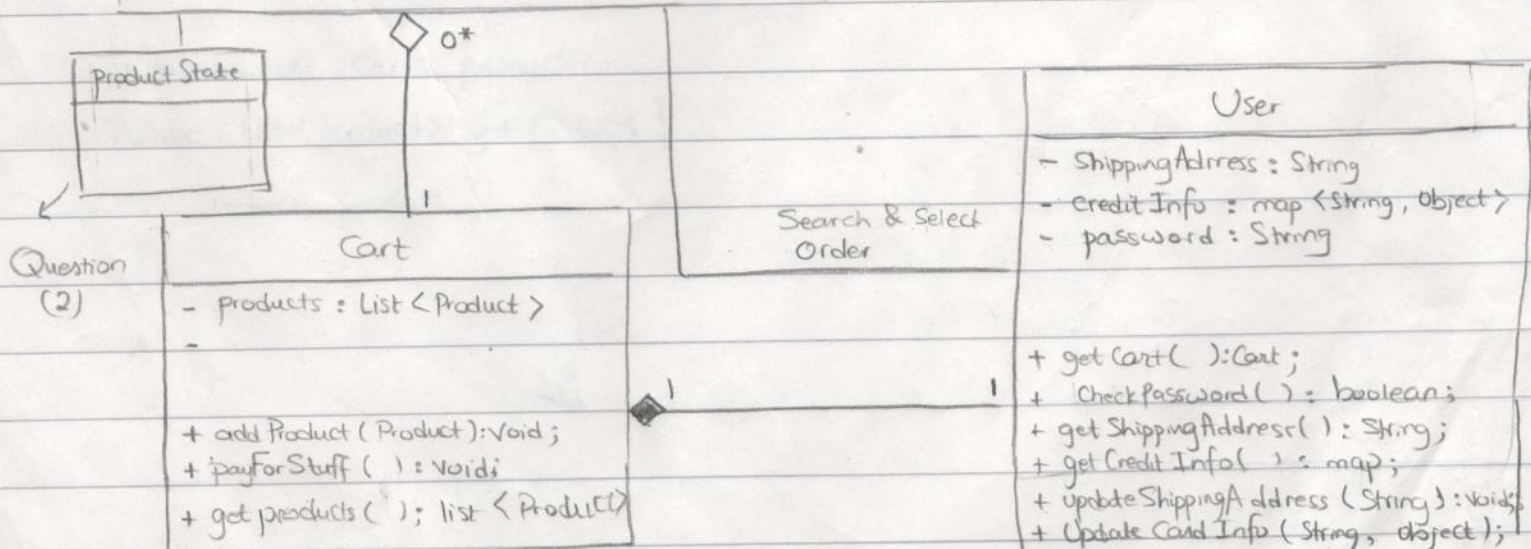 0*
product State
1
User
- ShippingAdrress : String
- credit Info : map <String, Object>
- password : String
Search & Select
Order
Question
(2)
Cart
- products : List <Product>
-
1
1
+ add Product (Product):Void;
+ payForStuff ( ) : void;
+ get products ( ); list <Product()>
+ get Cart( ):Cart;
+ CheckPassword( ) : boolean;
+ get ShippingAddress( ) : String;
+ get Credit Info( ) : map;
+ updateShippingAddress (String) : void;
+ Update Card Info (String, object);